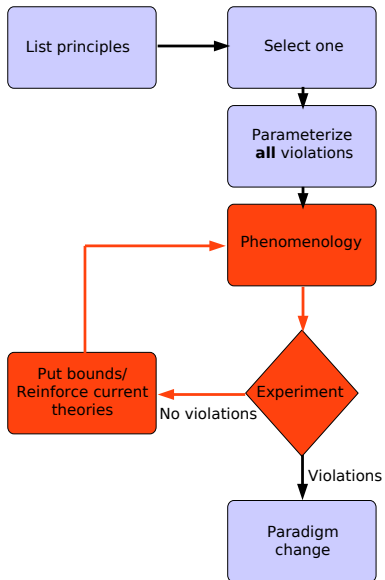 List principles
Select one
Parameterize
all violations
Phenomenology
Experiment
Put bounds/
Reinforce current
theories
No violations
Violations
Paradigm
change